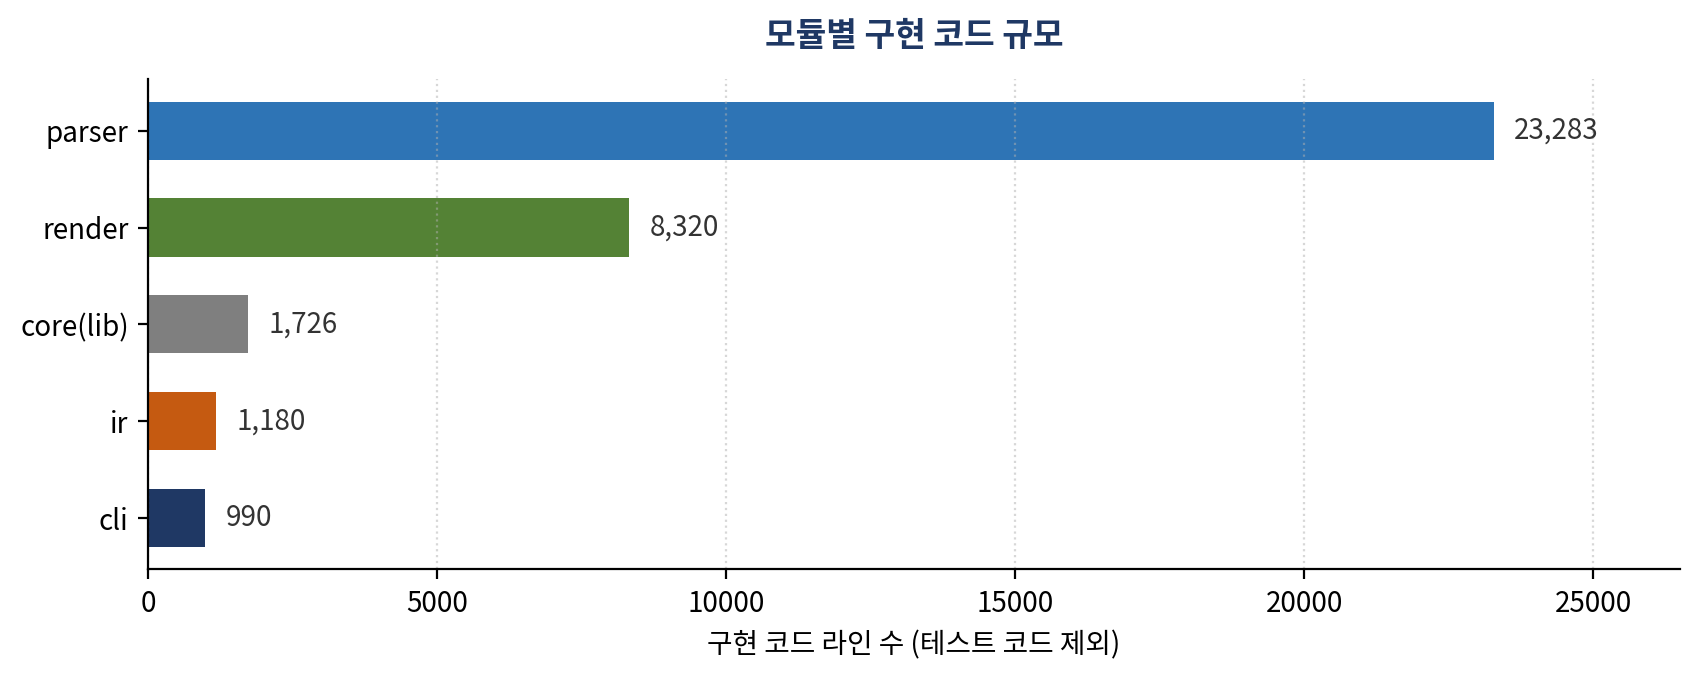 모듈별 구현 코드 규모
parser 23,283
render 8,320
core(lib) 1,726
ir 1,180
cli 990
0 5000 10000 15000 20000 25000
구현 코드 라인 수 (테스트 코드 제외)